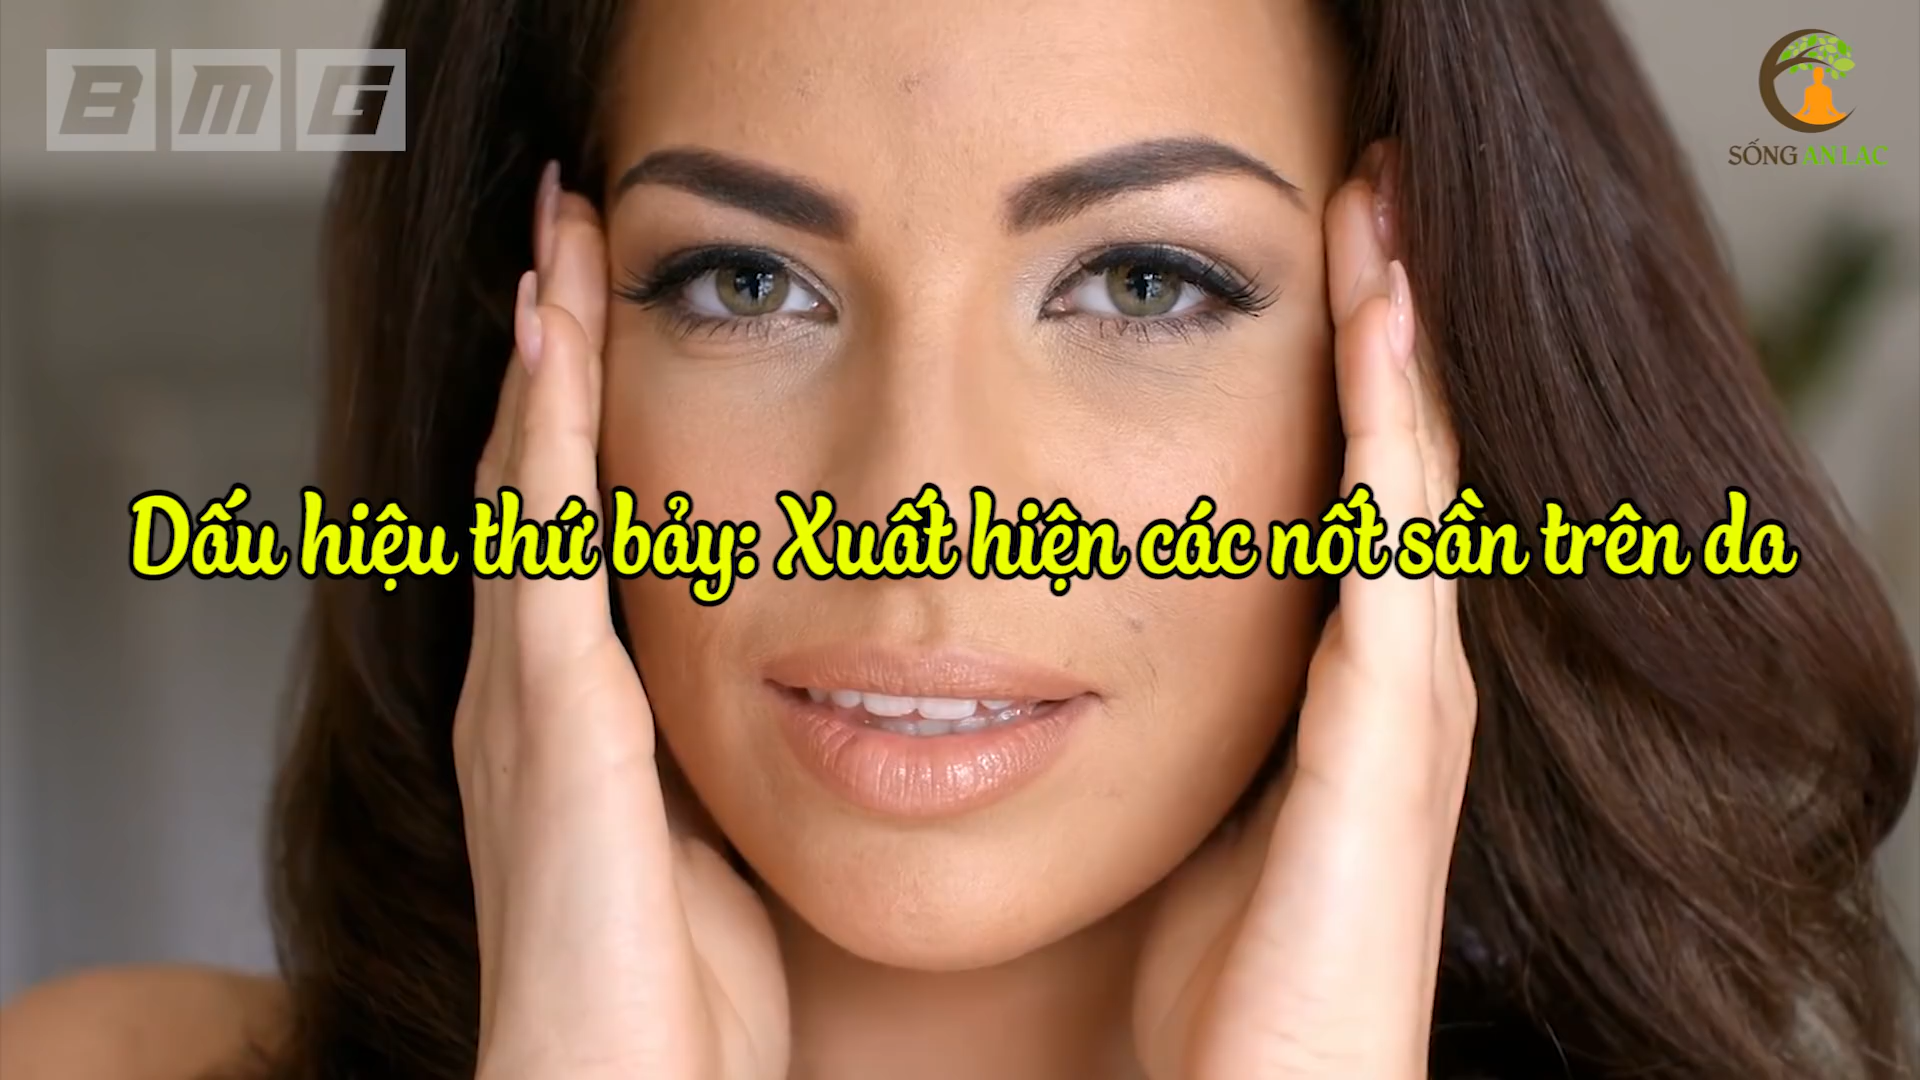 BMG
SỐNG AN LẠC
Dấu hiệu thứ bảy: Xuất hiện các nốt sần trên da